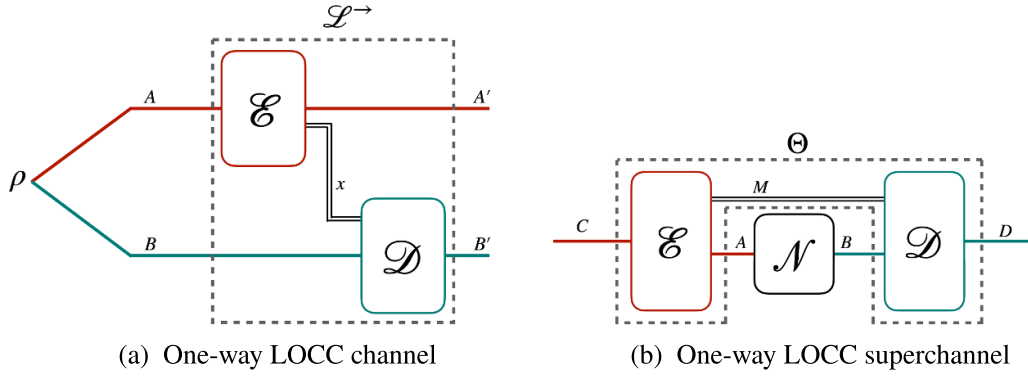 ℒ→
A
ℰ
A′
ρ
x
B
𝒟
B′
(a) One-way LOCC channel
Θ
M
C
ℰ
A
𝒩
B
𝒟
D
(b) One-way LOCC superchannel